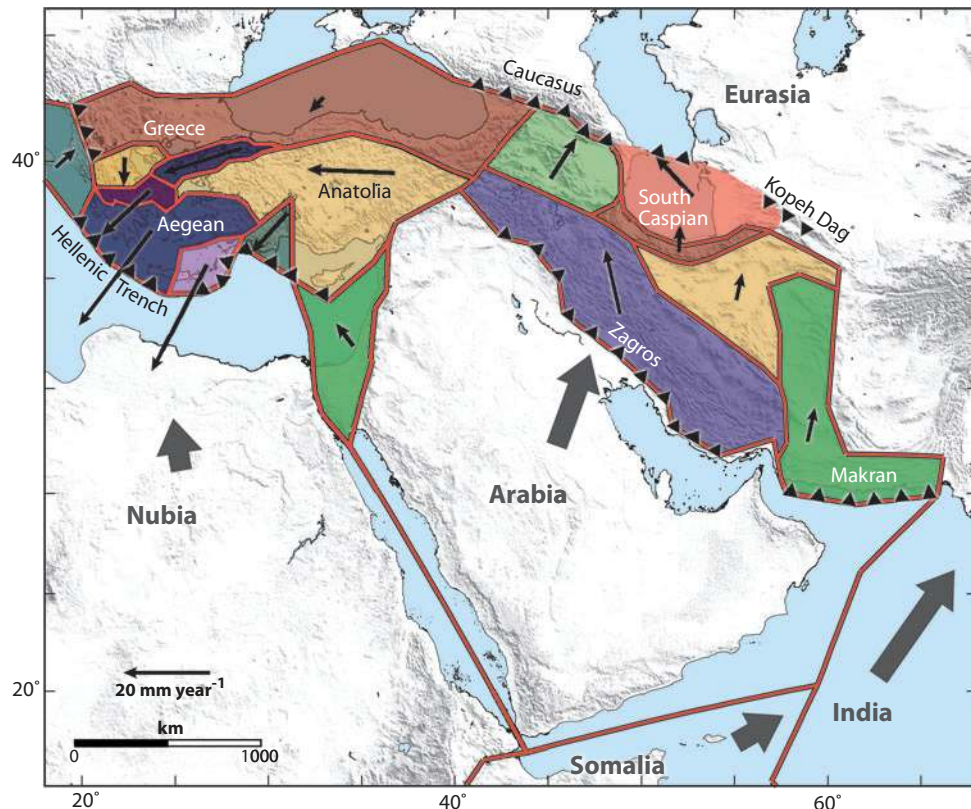 Caucasus
Eurasia
Greece
40°
Anatolia
South
Caspian
Kopeh Dag
Aegean
Hellenic Trench
Zagros
Arabia
Makran
Nubia
20 mm year-1
20°
km
India
0
1000
Somalia
20°
40°
60°